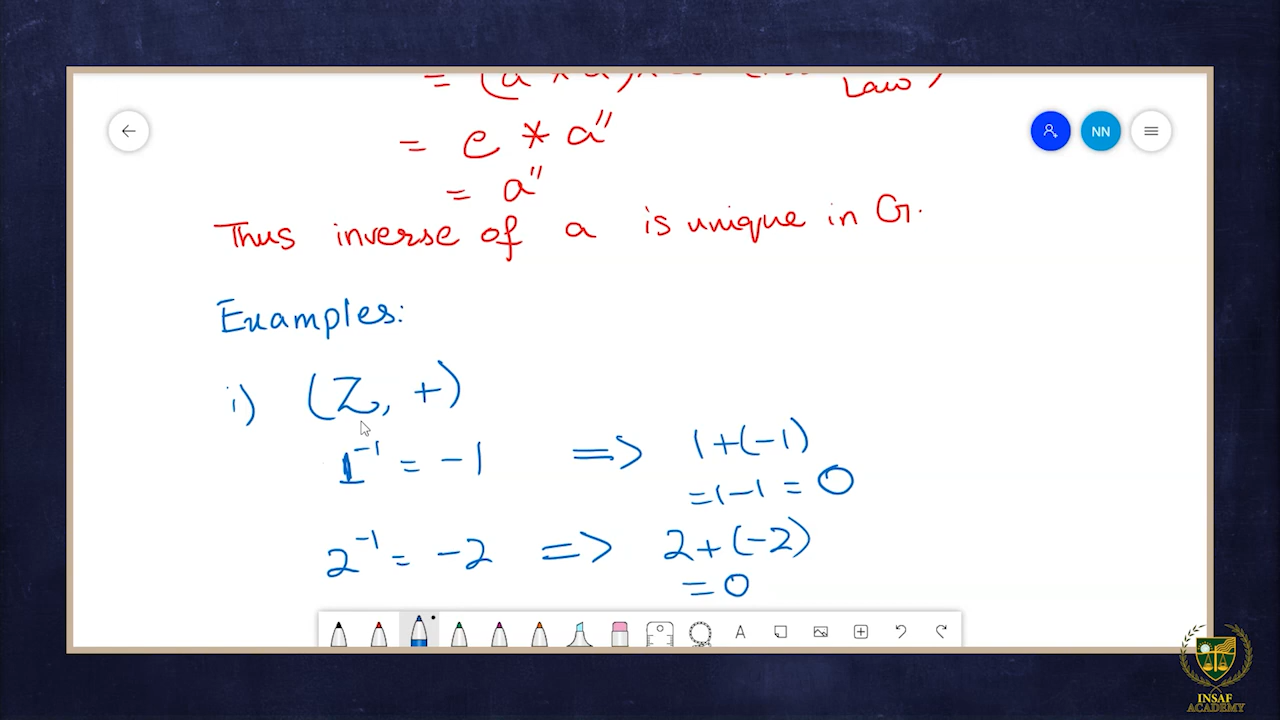 Law)
= e * a"
= a"
Thus inverse of a is unique in G.
Examples:
i) (Z, +)
1⁻¹ = -1 => 1+(-1)
=1-1 = 0
2⁻¹ = -2 => 2+(-2)
= 0
NN
A
INSAF
ACADEMY